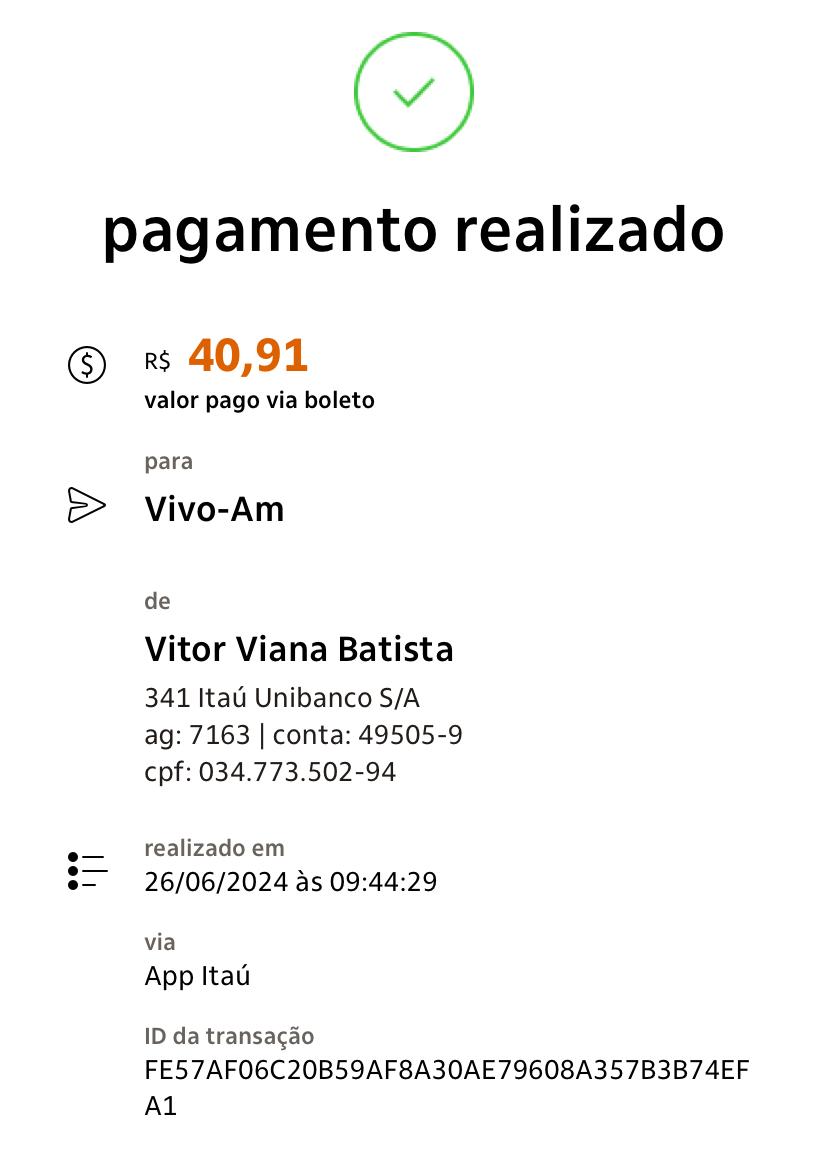 pagamento realizado
R$ 40,91
valor pago via boleto
para
Vivo-Am
de
Vitor Viana Batista
341 Itaú Unibanco S/A
ag: 7163 | conta: 49505-9
cpf: 034.773.502-94
realizado em
26/06/2024 às 09:44:29
via
App Itaú
ID da transação
FE57AF06C20B59AF8A30AE79608A357B3B74EF
A1